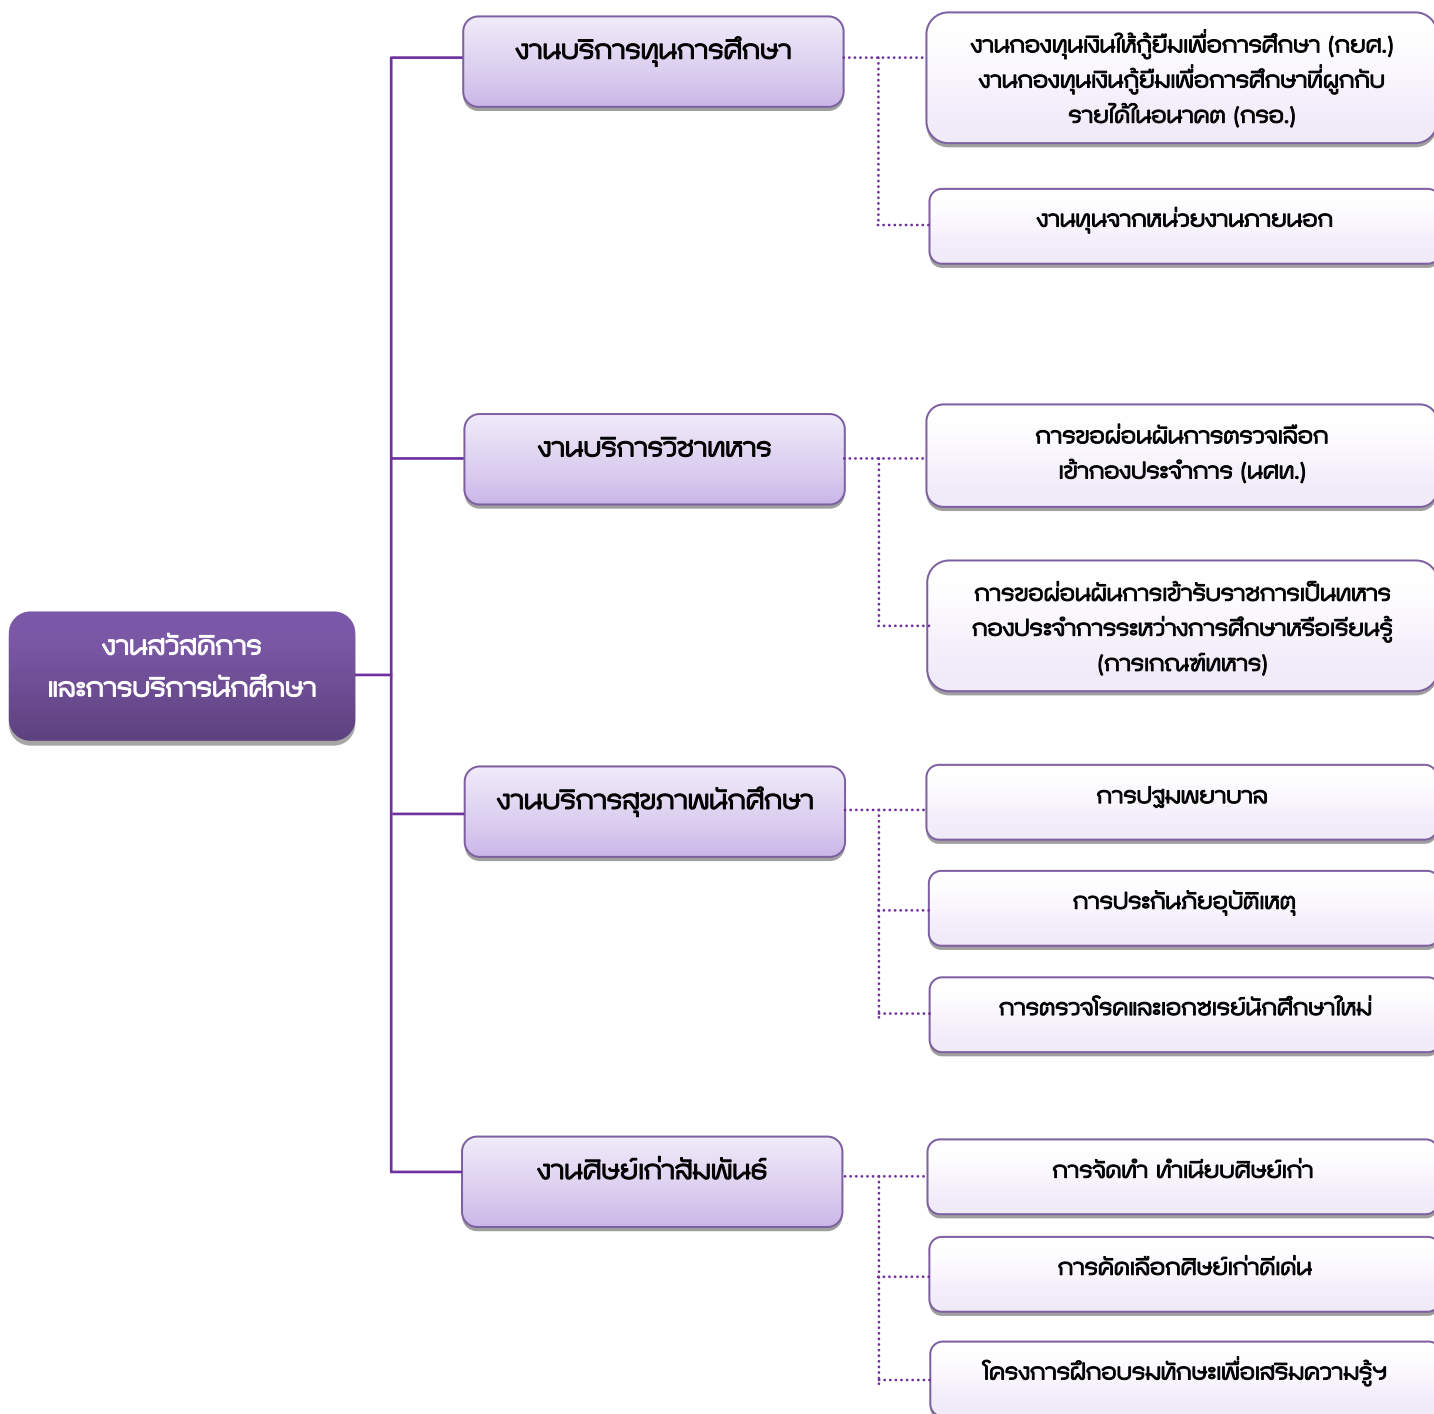 งานบริการทุนการศึกษา
งานกองทุนเงินให้กู้ยืมเพื่อการศึกษา (กยศ.)
งานกองทุนเงินกู้ยืมเพื่อการศึกษาที่ผูกกับ
รายได้ในอนาคต (กรอ.)
งานทุนจากหน่วยงานภายนอก
งานบริการวิชาทหาร
การขอผ่อนผันการตรวจเลือก
เข้ากองประจำการ (นศท.)
การขอผ่อนผันการเข้ารับราชการเป็นทหาร
กองประจำการระหว่างการศึกษาหรือเรียนรู้
(การเกณฑ์ทหาร)
งานสวัสดิการ
และการบริการนักศึกษา
งานบริการสุขภาพนักศึกษา
การปฐมพยาบาล
การประกันภัยอุบัติเหตุ
การตรวจโรคและเอกซเรย์นักศึกษาใหม่
งานศิษย์เก่าสัมพันธ์
การจัดทำ ทำเนียบศิษย์เก่า
การคัดเลือกศิษย์เก่าดีเด่น
โครงการฝึกอบรมทักษะเพื่อเสริมความรู้ฯ